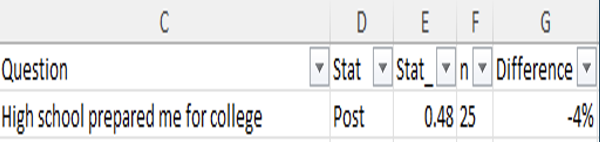 C D E F G
Question Stat Stat_ n Difference
High school prepared me for college Post 0.48 25 -4%